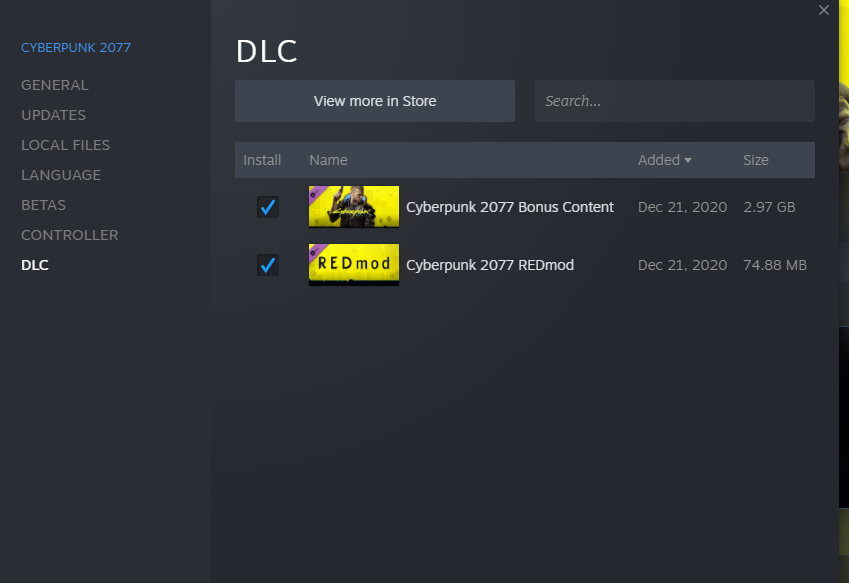 CYBERPUNK 2077
GENERAL
UPDATES
LOCAL FILES
LANGUAGE
BETAS
CONTROLLER
DLC
DLC
View more in Store
Search...
Install Name Added Size
Cyberpunk 2077 Bonus Content Dec 21, 2020 2.97 GB
REDmod Cyberpunk 2077 REDmod Dec 21, 2020 74.88 MB